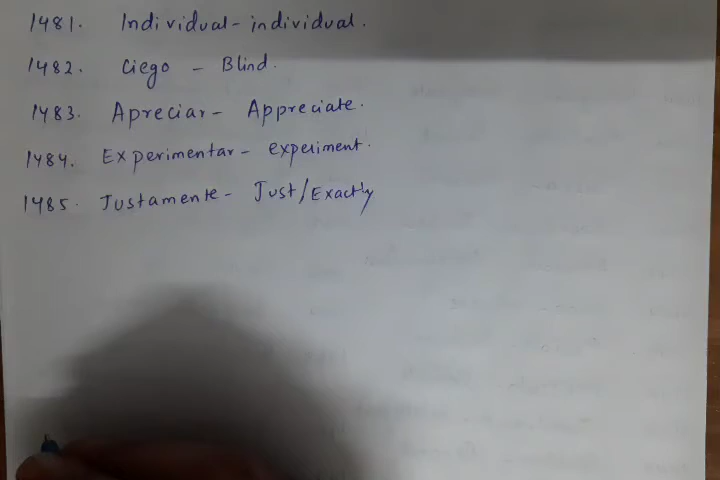 1481. Individual - individual.
1482. Ciego - Blind.
1483. Apreciar - Appreciate.
1484. Experimentar - experiment.
1485. Justamente - Just/Exactly